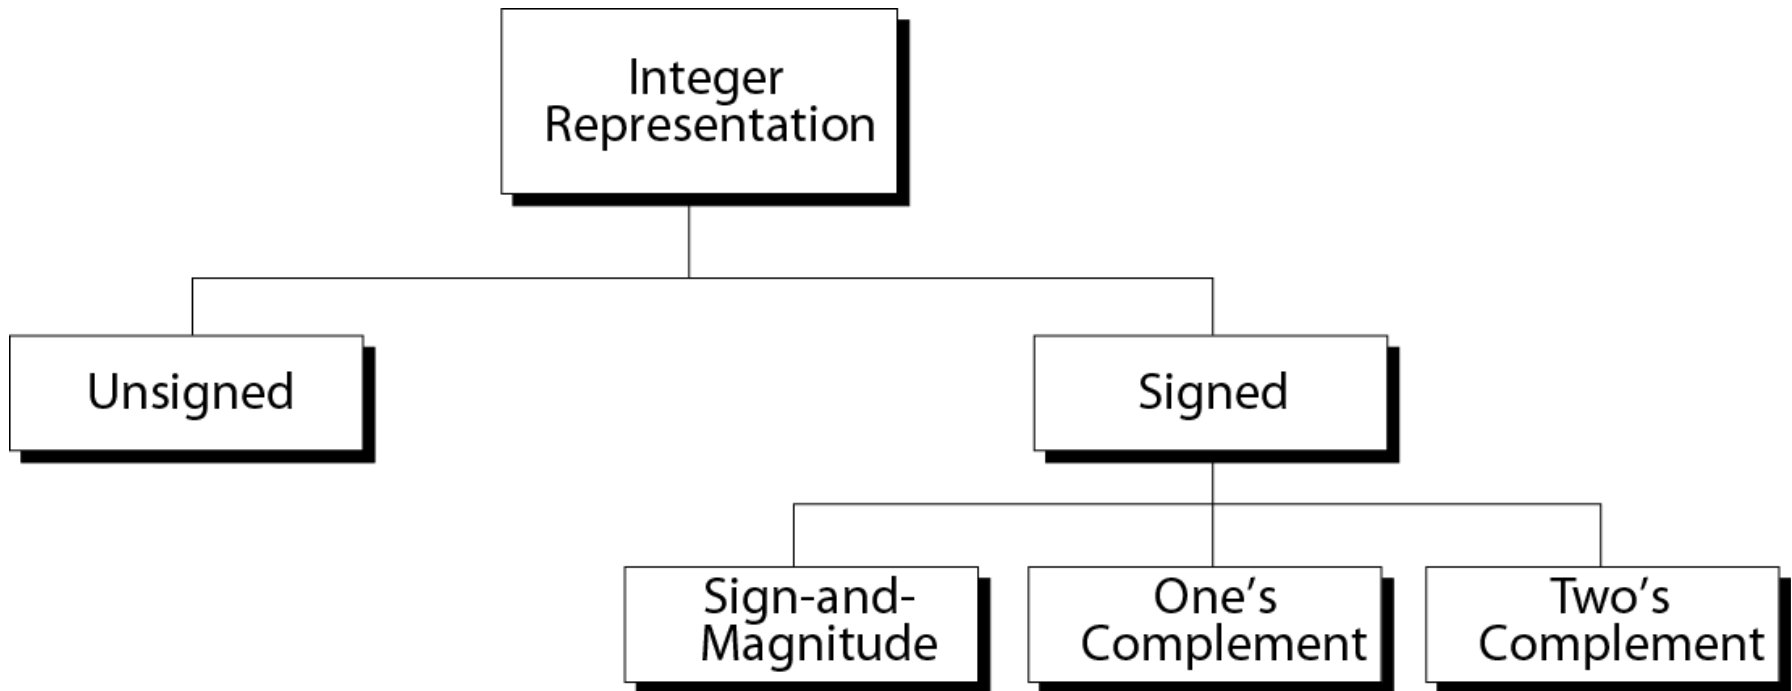 Integer
Representation
Unsigned
Signed
Sign-and-
Magnitude
One’s
Complement
Two’s
Complement